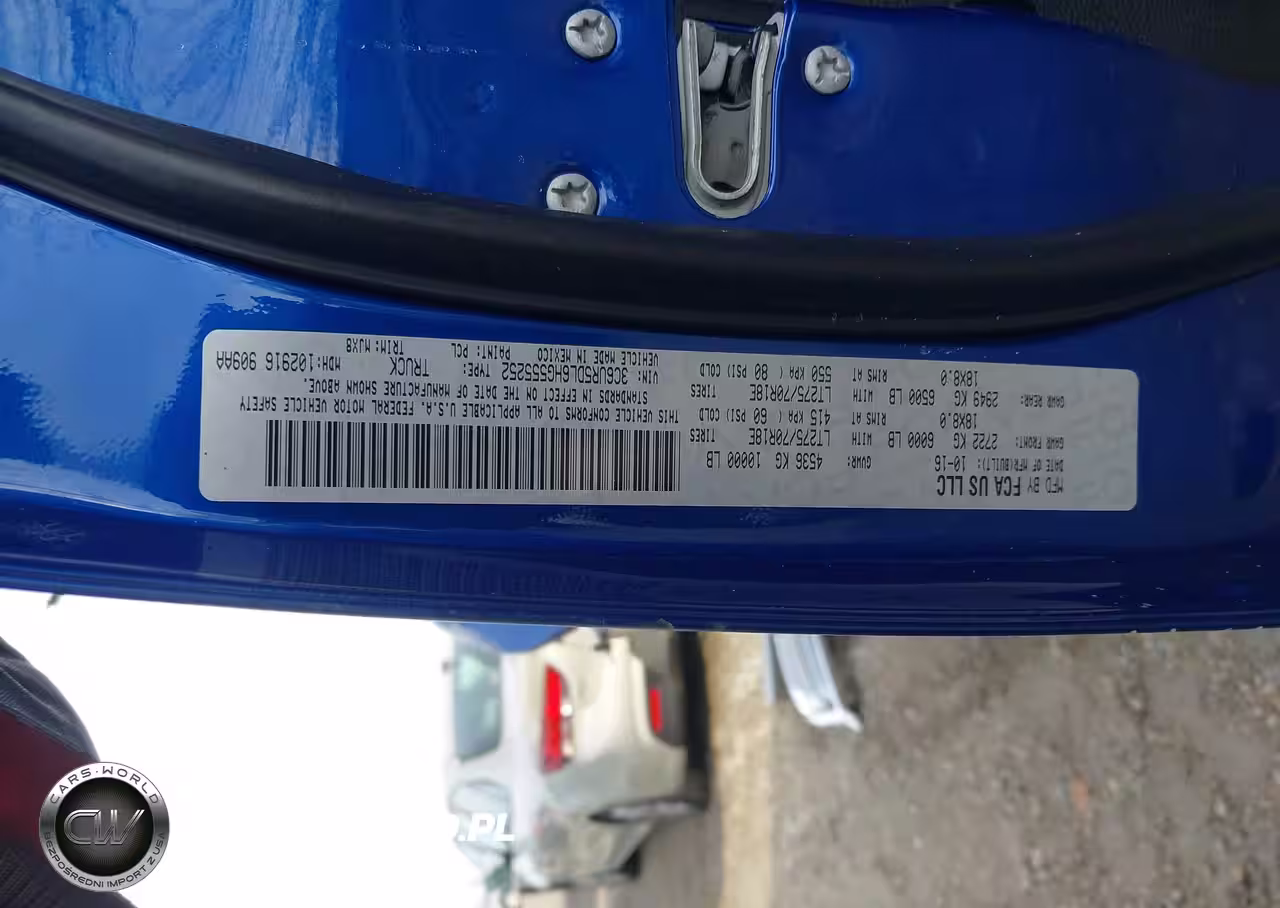 MFD BY FCA US LLC
DATE OF MFR(BUILT): 10-16 GVWR: 4536 KG 10000 LB
GAWR FRONT: 2722 KG 6000 LB WITH LT275/70R18E TIRES
18X8.0 RIMS AT 415 KPA ( 60 PSI) COLD
GAWR REAR: 2949 KG 6500 LB WITH LT275/70R18E TIRES
18X8.0 RIMS AT 550 KPA ( 80 PSI) COLD
THIS VEHICLE CONFORMS TO ALL APPLICABLE U.S.A. FEDERAL MOTOR VEHICLE SAFETY
STANDARDS IN EFFECT ON THE DATE OF MANUFACTURE SHOWN ABOVE.
VIN: 3C6UR5DL6HG555252 TYPE: TRUCK MDH:102916 909AA
VEHICLE MADE IN MEXICO PAINT: PCL TRIM: MJX8
CARS-WORLD
CW
BEZPOŚREDNI IMPORT Z USA
.PL